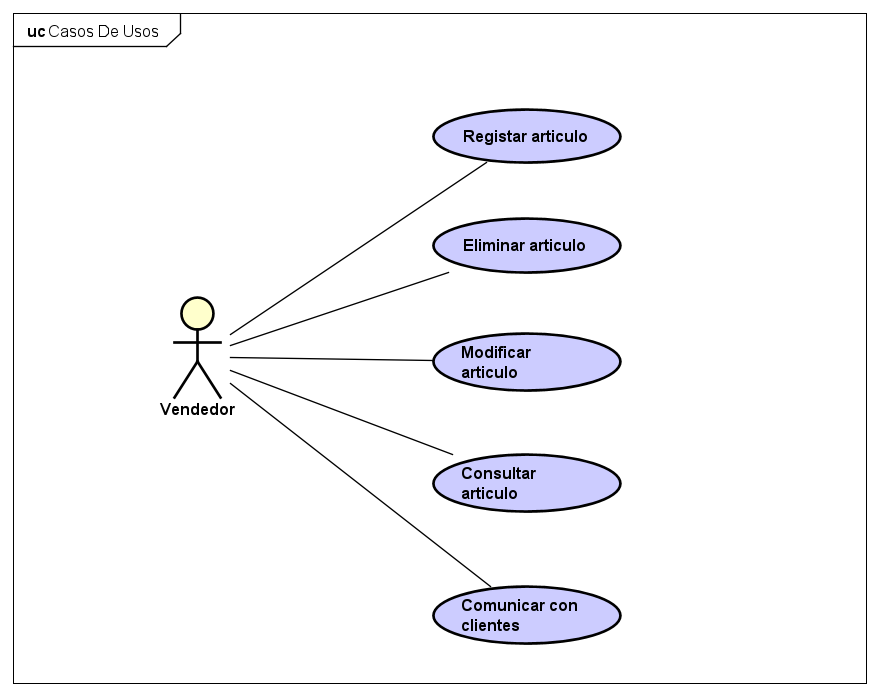 uc Casos De Usos
Registar articulo
Eliminar articulo
Modificar
articulo
Vendedor
Consultar
articulo
Comunicar con
clientes